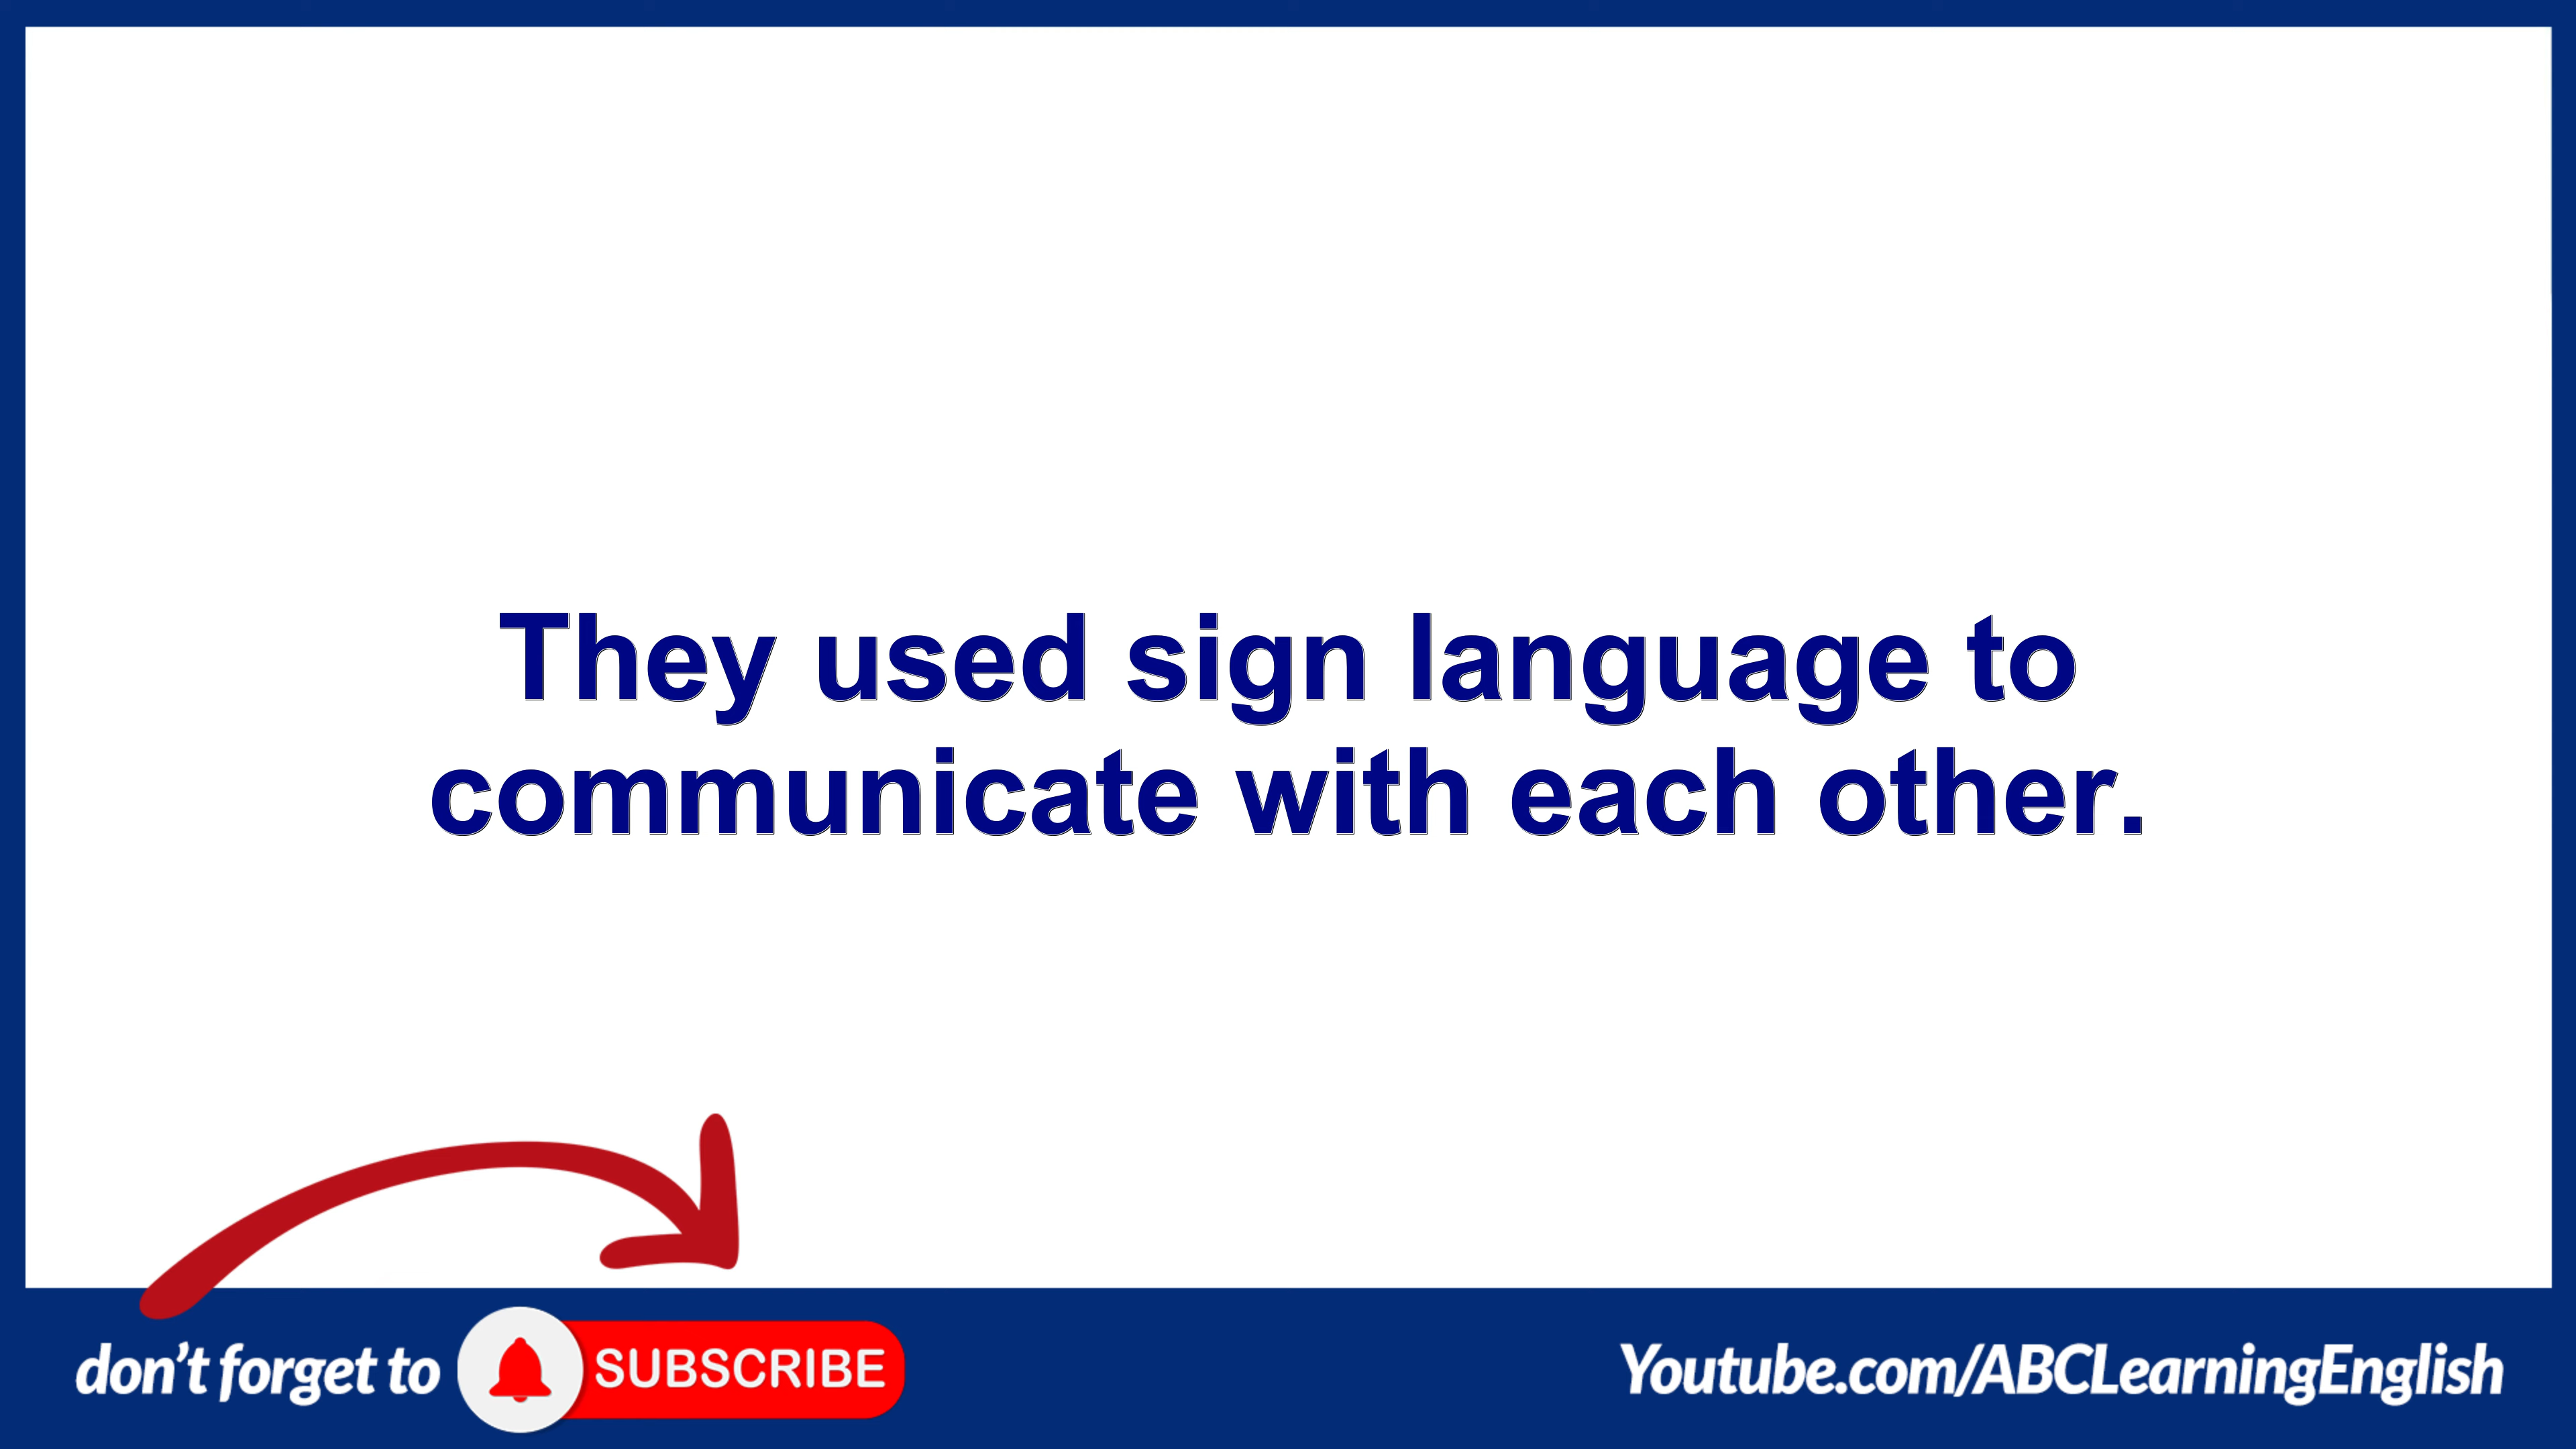 They used sign language to
communicate with each other.
don't forget to SUBSCRIBE
Youtube.com/ABCLearningEnglish